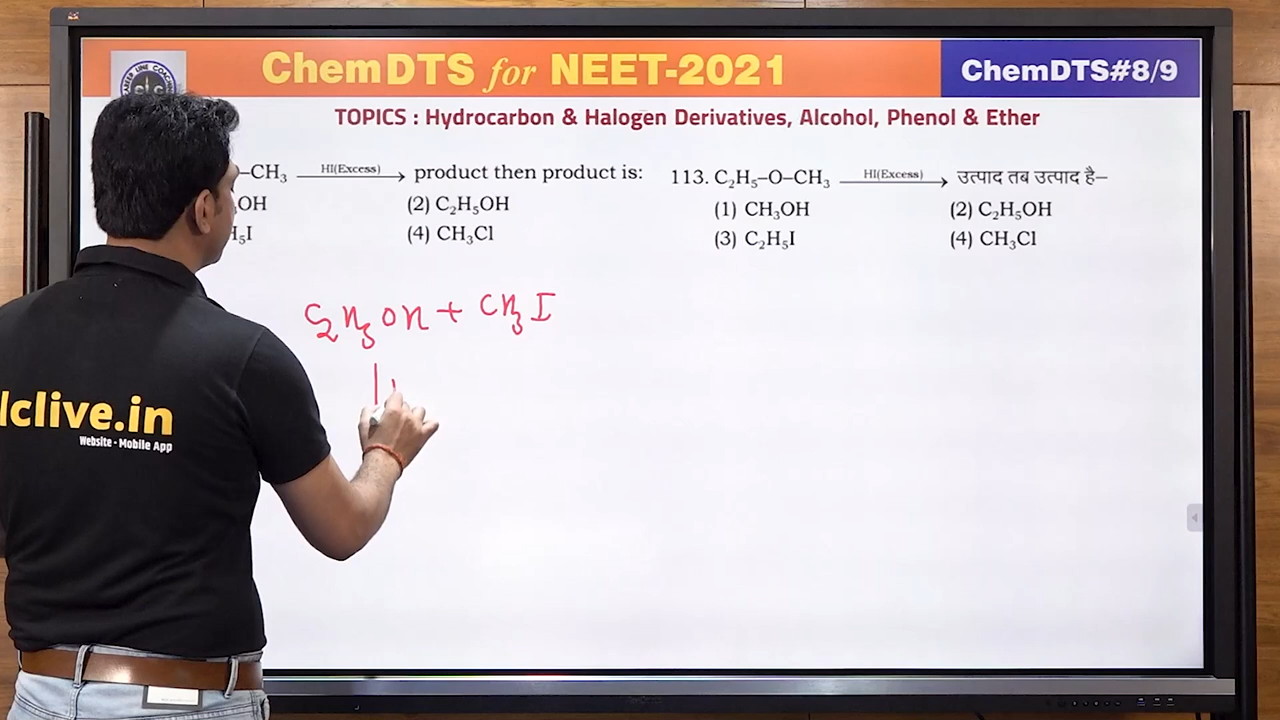 ChemDTS for NEET-2021
ChemDTS#8/9
TOPICS : Hydrocarbon & Halogen Derivatives, Alcohol, Phenol & Ether
–CH₃ HI(Excess) product then product is:
OH (2) C₂H₅OH
I (4) CH₃Cl
113. C₂H₅–O–CH₃ HI(Excess) उत्पाद तब उत्पाद है–
(1) CH₃OH (2) C₂H₅OH
(3) C₂H₅I (4) CH₃Cl
C₂H₅OH + CH₃I
lclive.in
Website - Mobile App